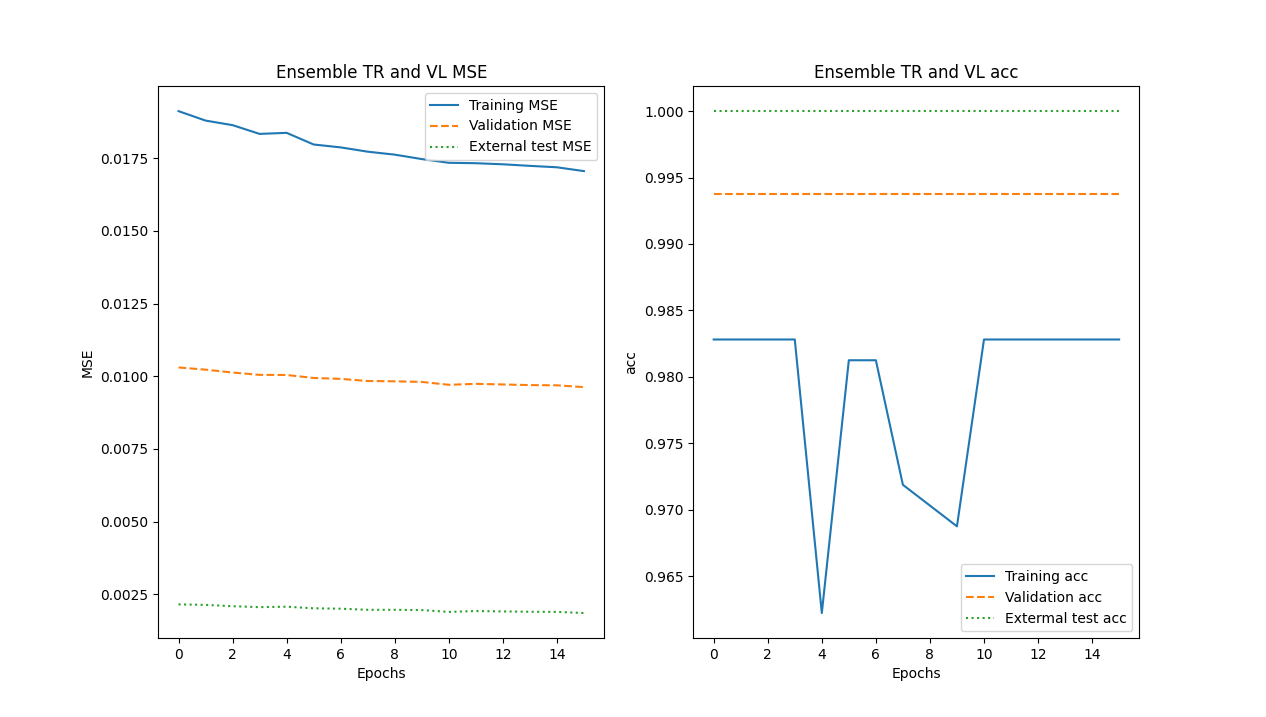 Ensemble TR and VL MSE
Training MSE
Validation MSE
External test MSE
0.0175
0.0150
0.0125
0.0100
0.0075
0.0050
0.0025
MSE
0 2 4 6 8 10 12 14
Epochs
Ensemble TR and VL acc
1.000
0.995
0.990
0.985
0.980
0.975
0.970
0.965
acc
Training acc
Validation acc
Extermal test acc
0 2 4 6 8 10 12 14
Epochs